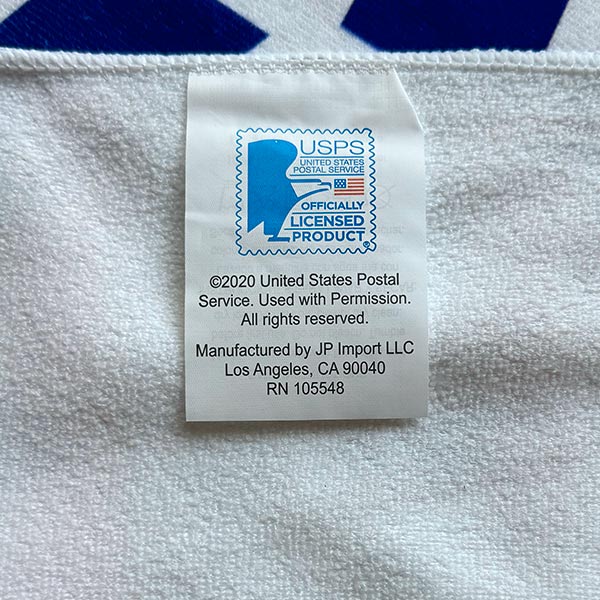 USPS
UNITED STATES
POSTAL SERVICE
OFFICIALLY
LICENSED
PRODUCT®
©2020 United States Postal
Service. Used with Permission.
All rights reserved.
Manufactured by JP Import LLC
Los Angeles, CA 90040
RN 105548